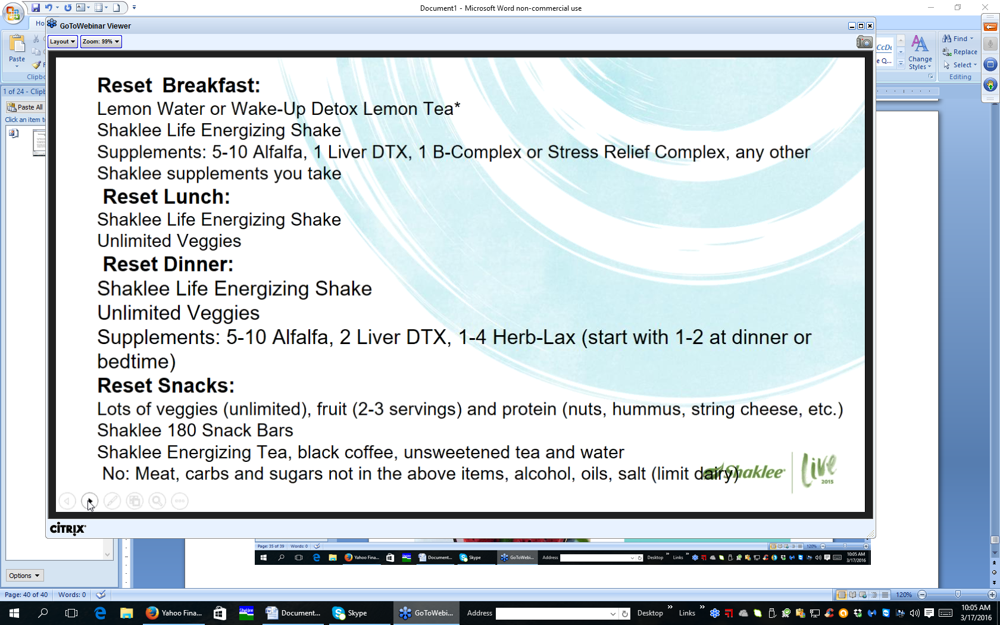 Document1 - Microsoft Word non-commercial use
Ho
GoToWebinar Viewer
Layout
Zoom: 99%
Paste
Clipb
1 of 24 - Clipb
Paste All
Click an item to
CcDc
e Q...
Change
Styles
Find
Replace
Select
Editing
Reset Breakfast:
Lemon Water or Wake-Up Detox Lemon Tea*
Shaklee Life Energizing Shake
Supplements: 5-10 Alfalfa, 1 Liver DTX, 1 B-Complex or Stress Relief Complex, any other
Shaklee supplements you take
Reset Lunch:
Shaklee Life Energizing Shake
Unlimited Veggies
Reset Dinner:
Shaklee Life Energizing Shake
Unlimited Veggies
Supplements: 5-10 Alfalfa, 2 Liver DTX, 1-4 Herb-Lax (start with 1-2 at dinner or
bedtime)
Reset Snacks:
Lots of veggies (unlimited), fruit (2-3 servings) and protein (nuts, hummus, string cheese, etc.)
Shaklee 180 Snack Bars
Shaklee Energizing Tea, black coffee, unsweetened tea and water
No: Meat, carbs and sugars not in the above items, alcohol, oils, salt (limit dairy)
Shaklee
Live
2015
CITRIX
Page: 35 of 39 Words: 0
120%
Yahoo Fina...
Document...
Skype
GoToWebi...
Address
Desktop
Links
10:05 AM
3/17/2016
Options
Page: 40 of 40 Words: 0
120%
Yahoo Fina...
Shaklee
Document...
Skype
GoToWebi...
Address
Desktop
Links
10:05 AM
3/17/2016